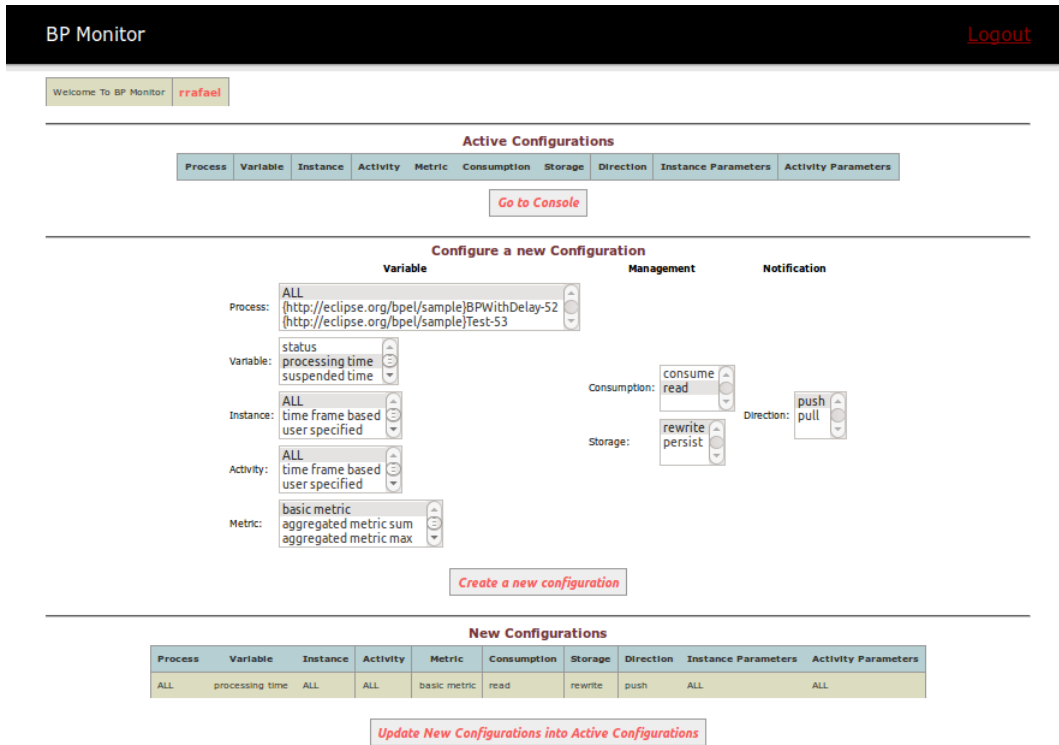 BP Monitor Logout
Welcome To BP Monitor rrafael
Active Configurations
Process Variable Instance Activity Metric Consumption Storage Direction Instance Parameters Activity Parameters
Go to Console
Configure a new Configuration
Variable Management Notification
Process:
ALL
{http://eclipse.org/bpel/sample}BPWithDelay-52
{http://eclipse.org/bpel/sample}Test-53
Variable:
status
processing time
suspended time
Instance:
ALL
time frame based
user specified
Activity:
ALL
time frame based
user specified
Metric:
basic metric
aggregated metric sum
aggregated metric max
Consumption:
consume
read
Storage:
rewrite
persist
Direction:
push
pull
Create a new configuration
New Configurations
Process Variable Instance Activity Metric Consumption Storage Direction Instance Parameters Activity Parameters
ALL processing time ALL ALL basic metric read rewrite push ALL ALL
Update New Configurations into Active Configurations